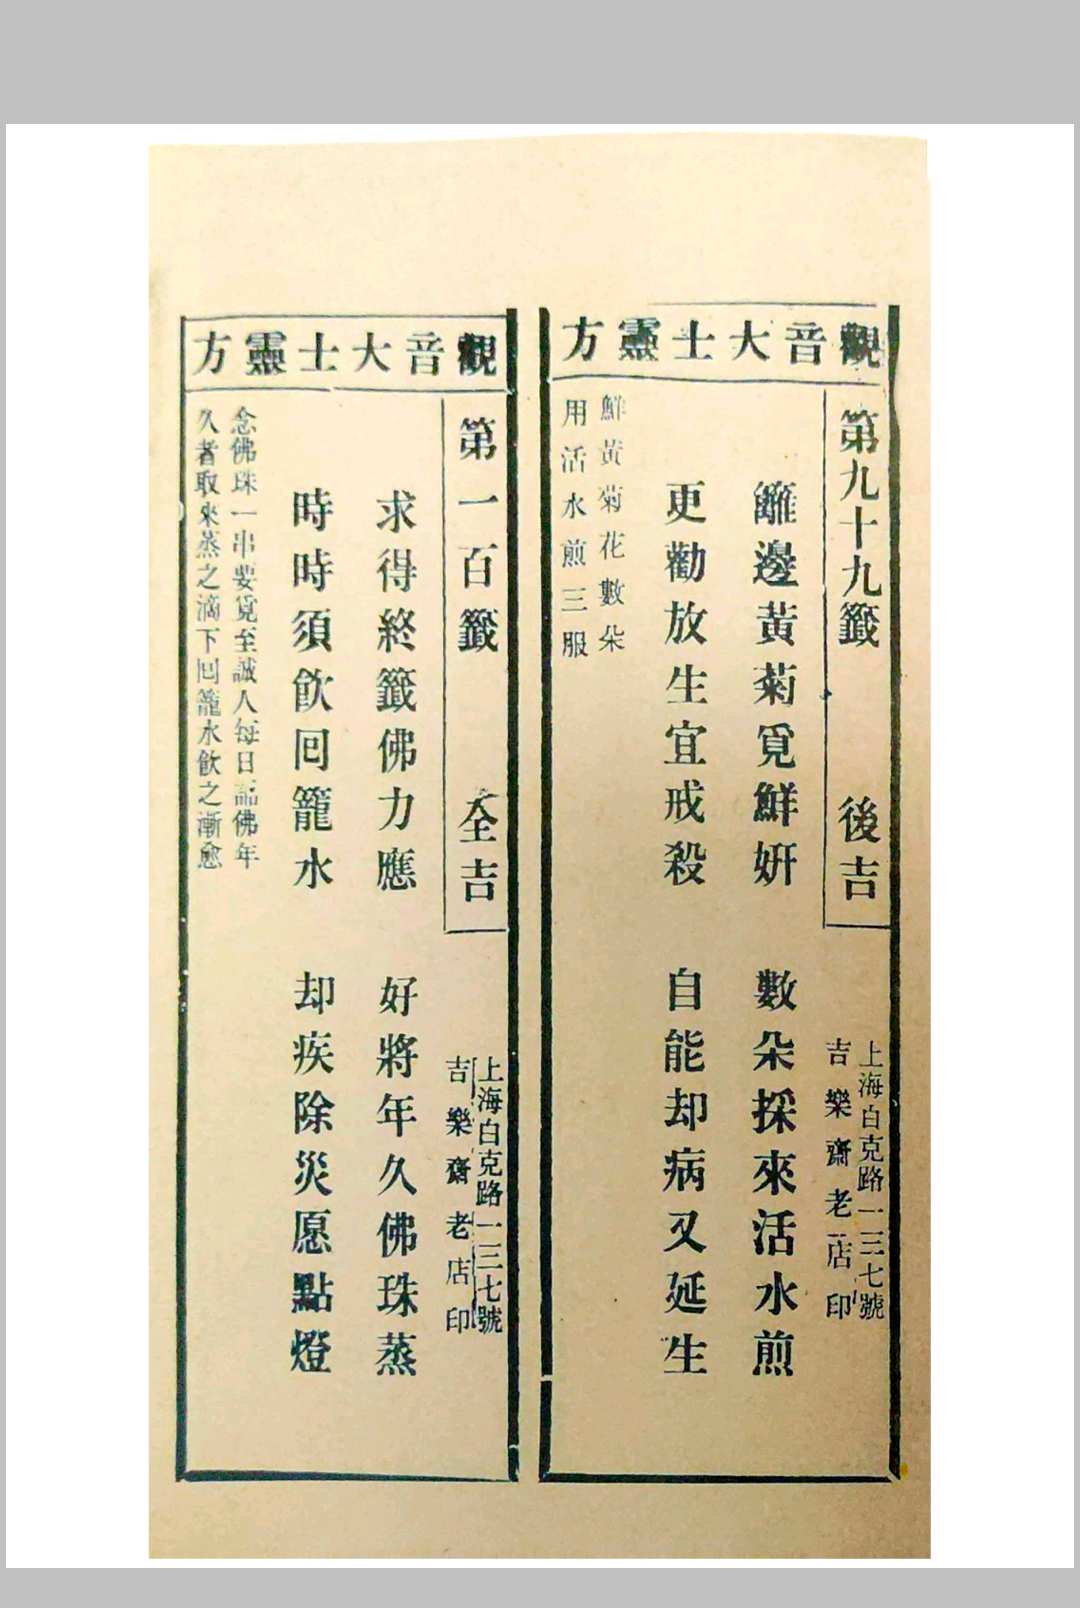 觀音大士靈方
第九十九籤　後吉
上海白克路一三七號
吉樂齋老店印
籬邊黃菊覓鮮妍　數朵採來活水煎
更勸放生宜戒殺　自能却病又延生
鮮黃菊花數朵
用活水煎三服
觀音大士靈方
第一百籤　全吉
上海白克路一三七號
吉樂齋老店印
求得終籤佛力應　好將年久佛珠蒸
時時須飲回籠水　却疾除災愿點燈
念佛珠一串要覓至誠人每日誦佛年
久者取來蒸之滴下回籠水飲之漸愈